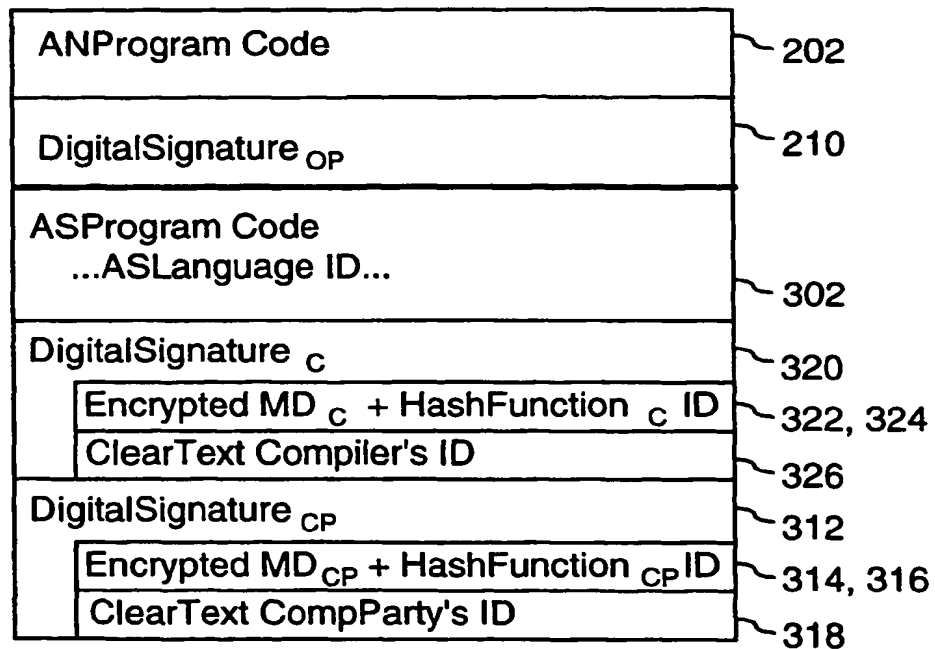 ANProgram Code 202
DigitalSignature OP 210
ASProgram Code
...ASLanguage ID...
302
DigitalSignature C 320
Encrypted MD C + HashFunction C ID 322, 324
ClearText Compiler's ID 326
DigitalSignature CP 312
Encrypted MD CP + HashFunction CP ID 314, 316
ClearText CompParty's ID 318